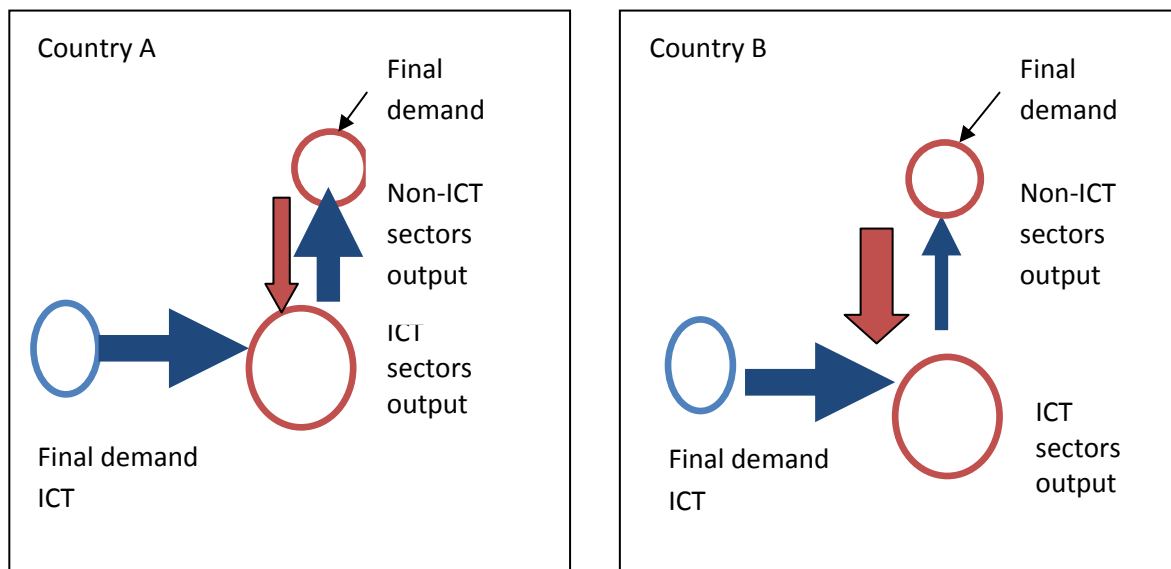 Country A
Final
demand
Non-ICT
sectors
output
ICT
sectors
output
Final demand
ICT
Country B
Final
demand
Non-ICT
sectors
output
ICT
sectors
output
Final demand
ICT